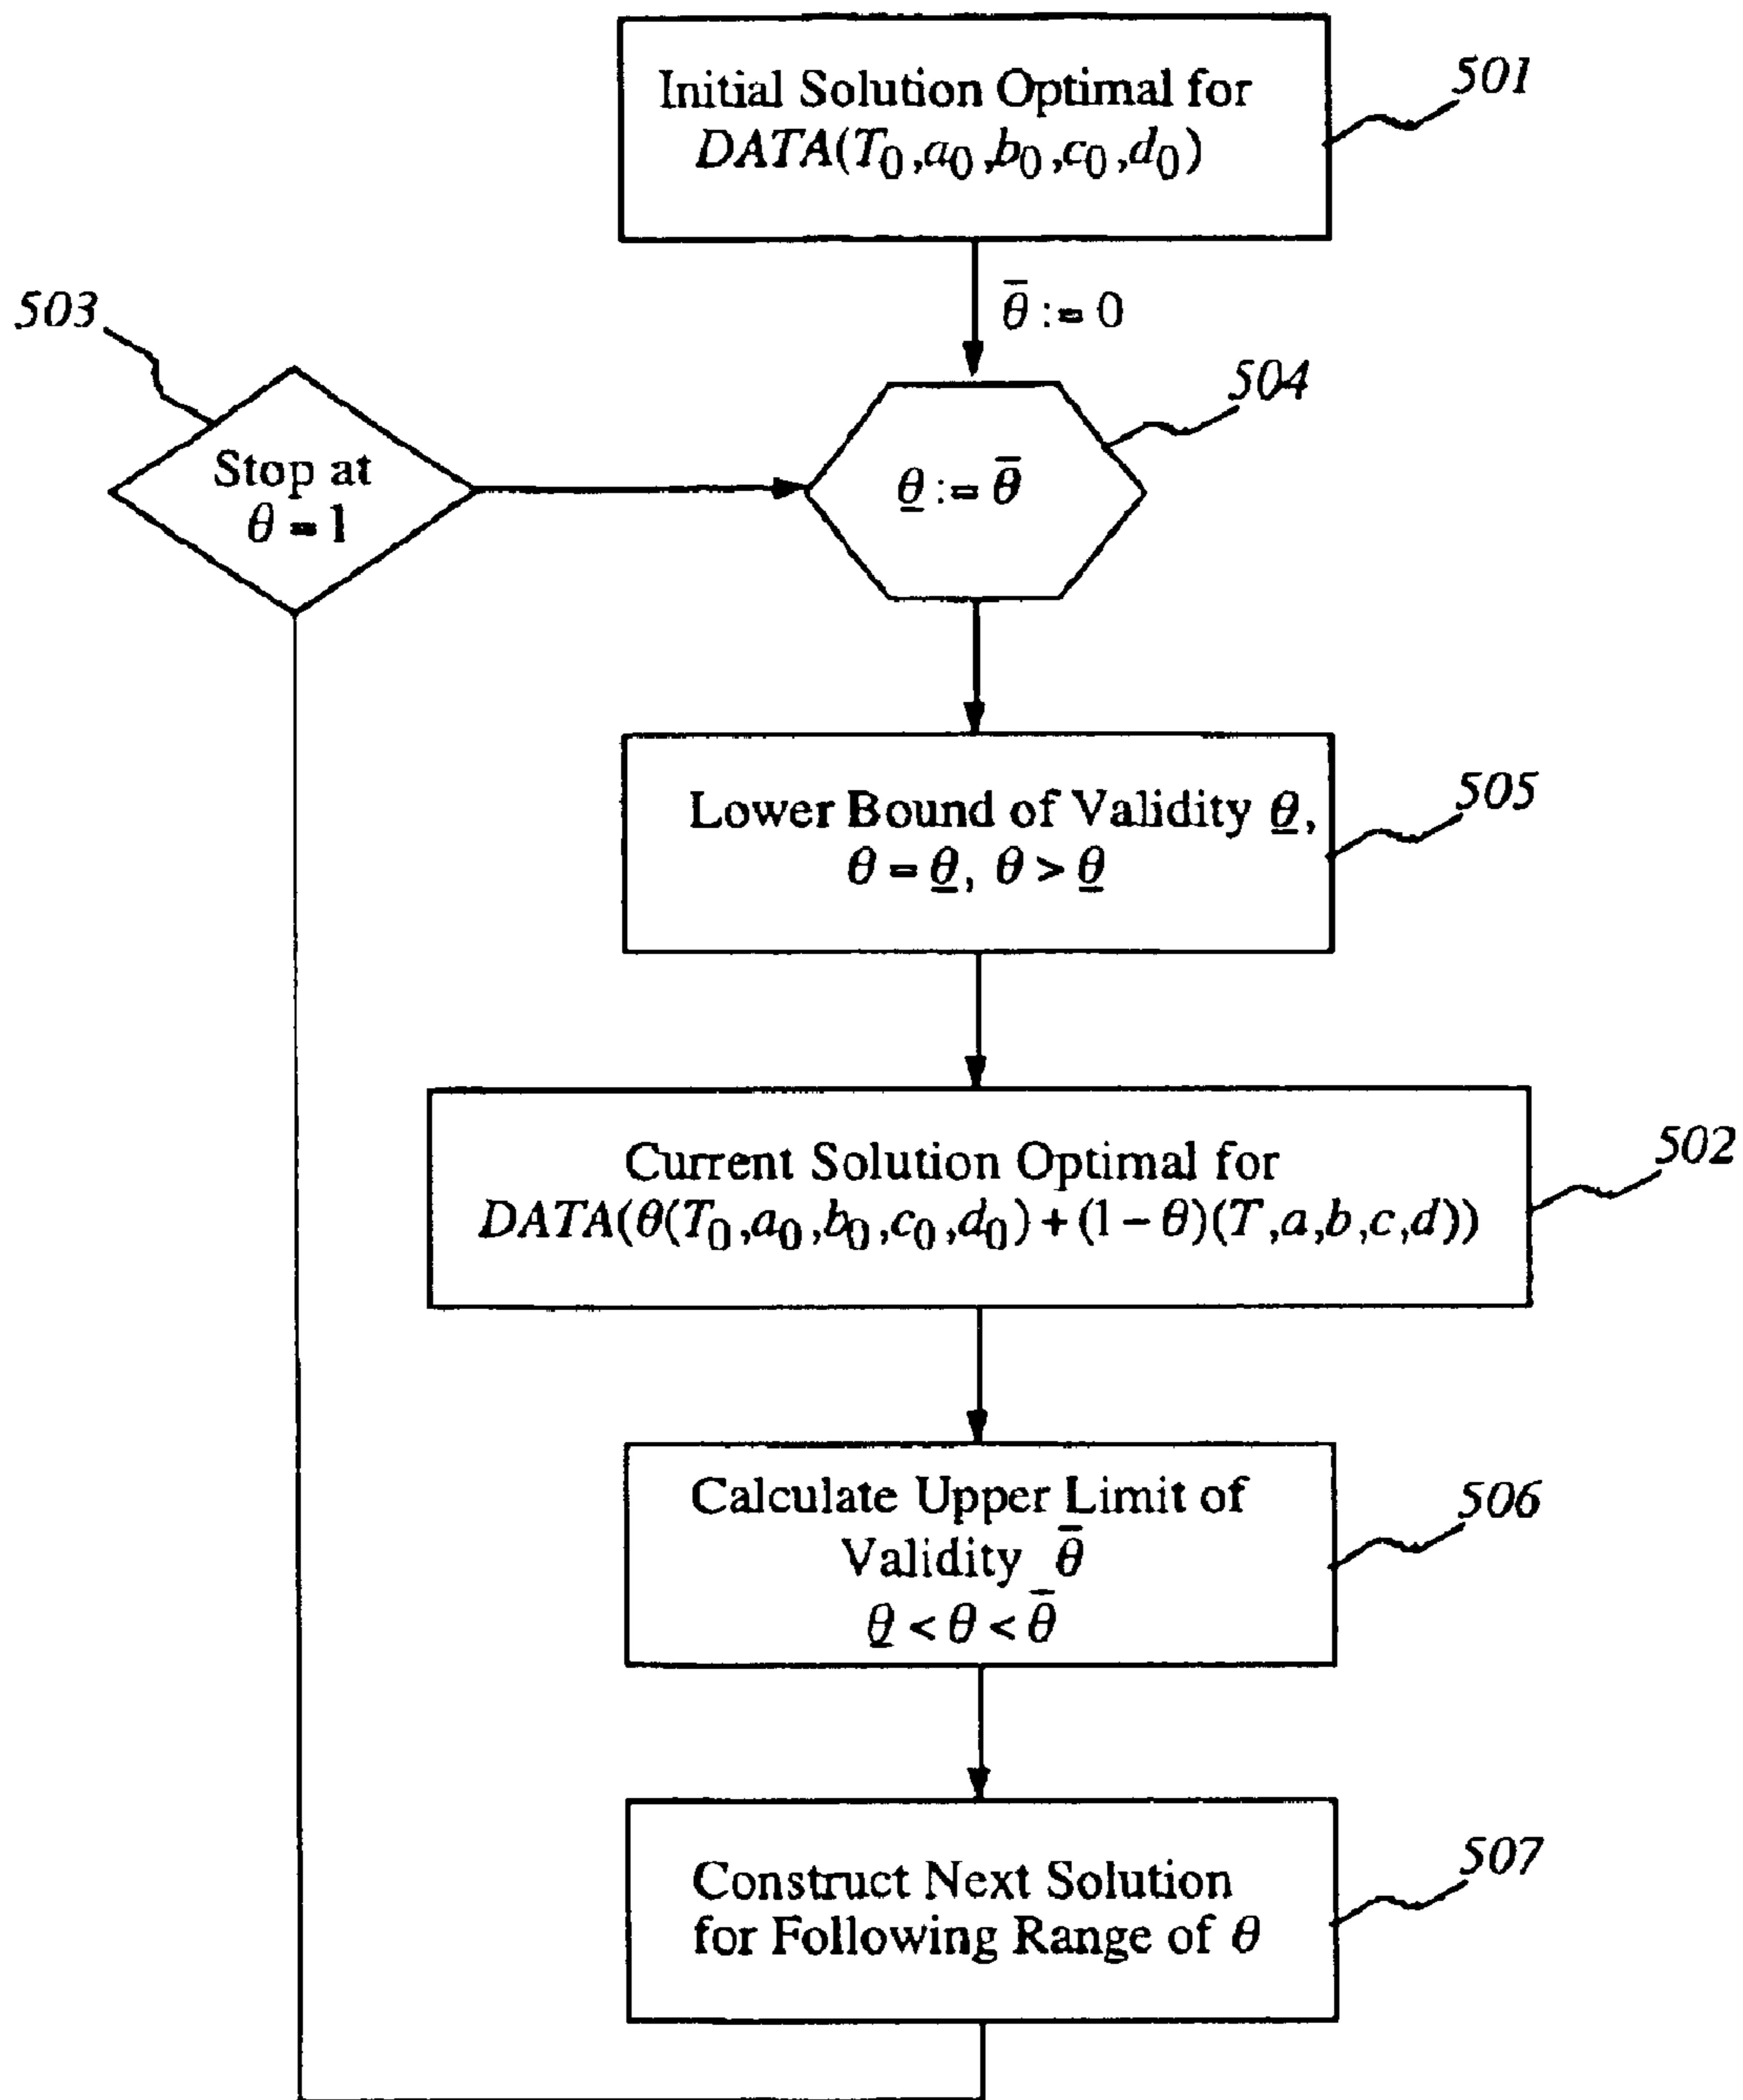 Initial Solution Optimal for
DATA(T₀,a₀,b₀,c₀,d₀)
501
θ̅ := 0
503
504
Stop at
θ = 1
θ̲ := θ̅
505
Lower Bound of Validity θ̲,
θ = θ̲, θ > θ̲
502
Current Solution Optimal for
DATA(θ(T₀,a₀,b₀,c₀,d₀) + (1 − θ)(T,a,b,c,d))
506
Calculate Upper Limit of
Validity θ̅
θ̲ < θ < θ̅
507
Construct Next Solution
for Following Range of θ